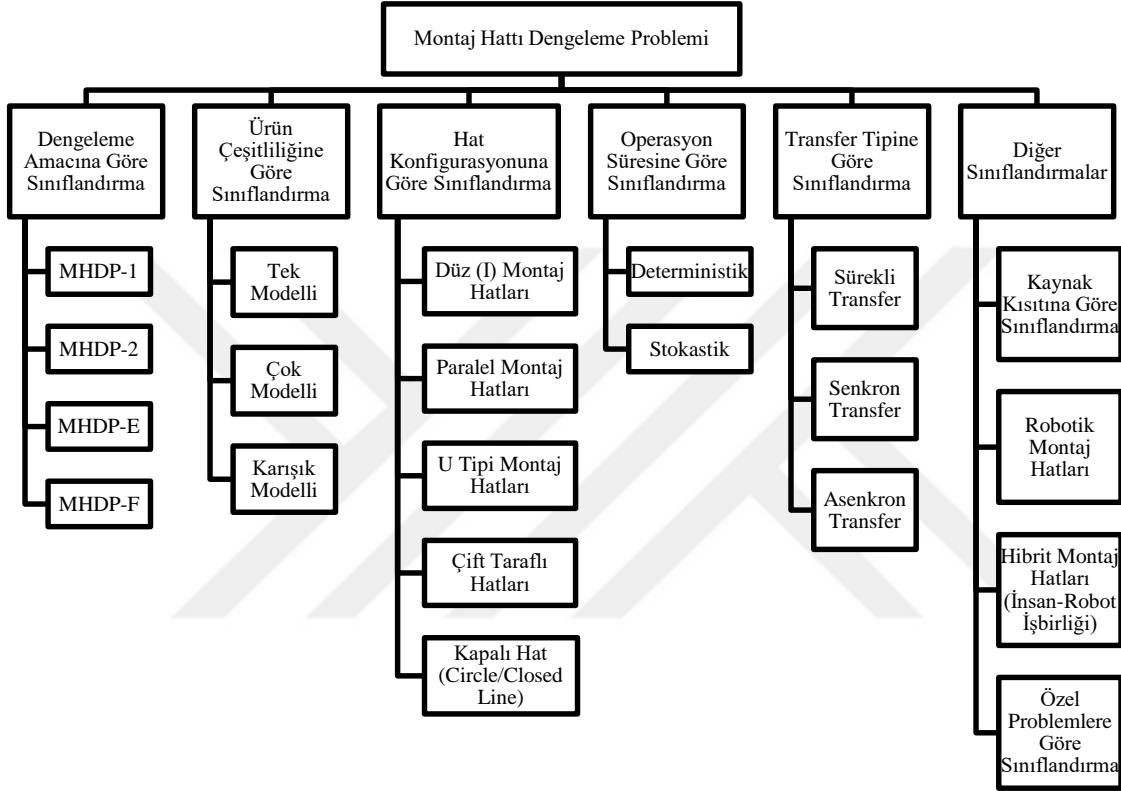 Montaj Hattı Dengeleme Problemi
Dengeleme
Amacına Göre
Sınıflandırma
MHDP-1
MHDP-2
MHDP-E
MHDP-F
Ürün
Çeşitliliğine
Göre
Sınıflandırma
Tek
Modelli
Çok
Modelli
Karışık
Modelli
Hat
Konfigurasyonuna
Göre Sınıflandırma
Düz (I) Montaj
Hatları
Paralel Montaj
Hatları
U Tipi Montaj
Hatları
Çift Taraflı
Hatları
Kapalı Hat
(Circle/Closed
Line)
Operasyon
Süresine Göre
Sınıflandırma
Deterministik
Stokastik
Transfer Tipine
Göre
Sınıflandırma
Sürekli
Transfer
Senkron
Transfer
Asenkron
Transfer
Diğer
Sınıflandırmalar
Kaynak
Kısıtına Göre
Sınıflandırma
Robotik
Montaj
Hatları
Hibrit Montaj
Hatları
(İnsan-Robot
İşbirliği)
Özel
Problemlere
Göre
Sınıflandırma